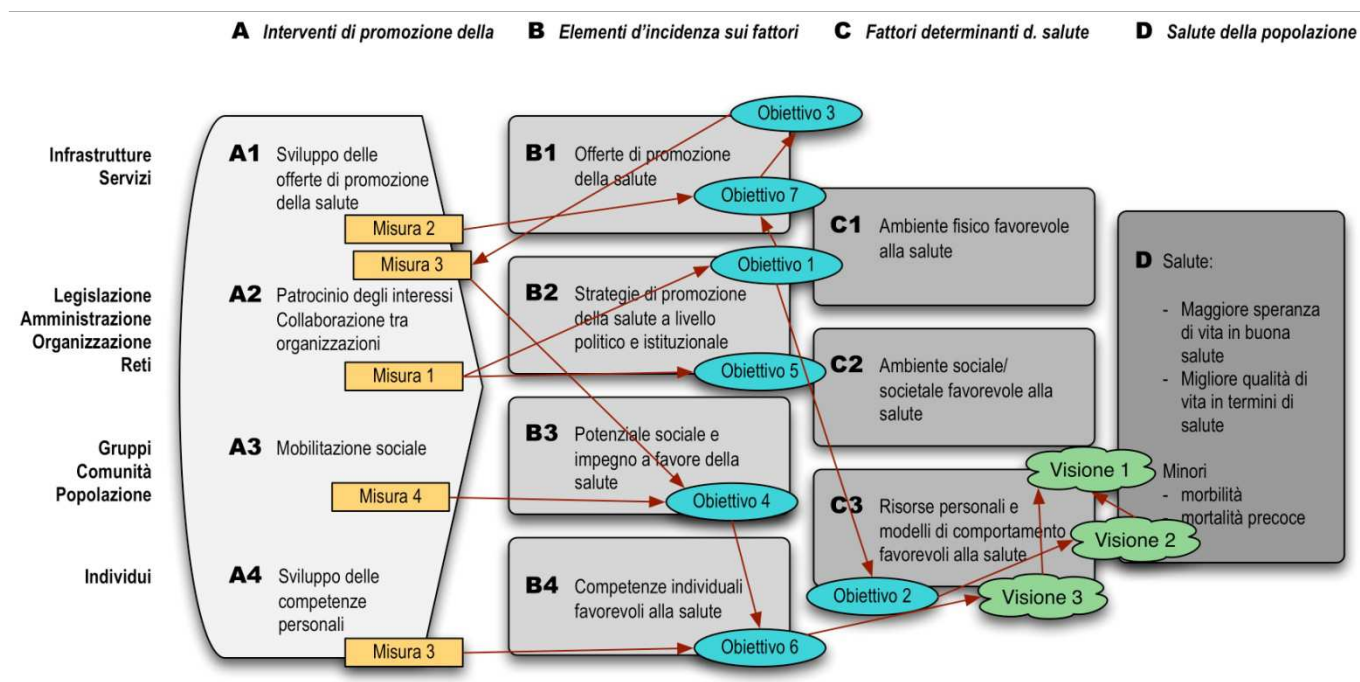 A Interventi di promozione della
B Elementi d'incidenza sui fattori
C Fattori determinanti d. salute
D Salute della popolazione
Infrastrutture
Servizi
Legislazione
Amministrazione
Organizzazione
Reti
Gruppi
Comunità
Popolazione
Individui
A1 Sviluppo delle
offerte di promozione
della salute
Misura 2
Misura 3
A2 Patrocinio degli interessi
Collaborazione tra
organizzazioni
Misura 1
A3 Mobilitazione sociale
Misura 4
A4 Sviluppo delle
competenze
personali
Misura 3
Obiettivo 3
B1 Offerte di promozione
della salute
Obiettivo 7
Obiettivo 1
B2 Strategie di promozione
della salute a livello
politico e istituzionale
Obiettivo 5
B3 Potenziale sociale e
impegno a favore della
salute
Obiettivo 4
B4 Competenze individuali
favorevoli alla salute
Obiettivo 6
C1 Ambiente fisico favorevole
alla salute
C2 Ambiente sociale/
societale favorevole alla
salute
C3 Risorse personali e
modelli di comportamento
favorevoli alla salute
Obiettivo 2
Visione 1
Visione 2
Visione 3
D Salute:
- Maggiore speranza
di vita in buona
salute
- Migliore qualità di
vita in termini di
salute
Minori
- morbilità
- mortalità precoce